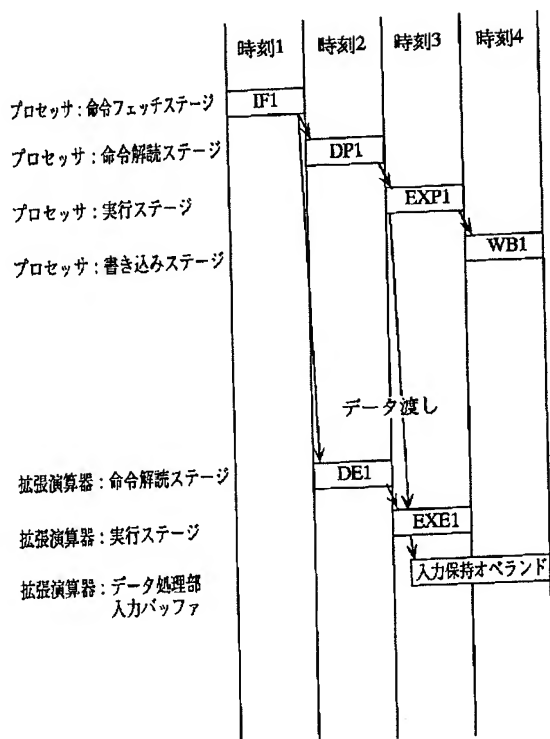 時刻1 時刻2 時刻3 時刻4
プロセッサ：命令フェッチステージ
IF1
プロセッサ：命令解読ステージ
DP1
プロセッサ：実行ステージ
EXP1
プロセッサ：書き込みステージ
WB1
データ渡し
拡張演算器：命令解読ステージ
DE1
拡張演算器：実行ステージ
EXE1
拡張演算器：データ処理部
入力バッファ
入力保持オペランド